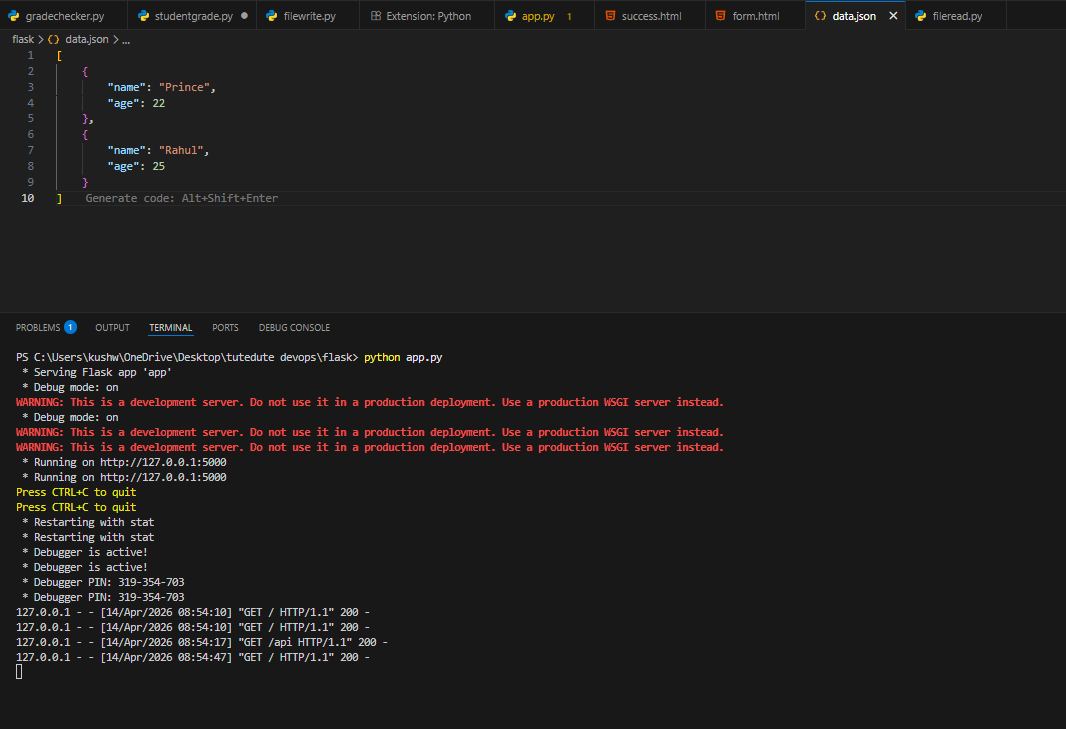 gradechecker.py studentgrade.py filewrite.py Extension: Python app.py 1 success.html form.html data.json fileread.py
flask > {} data.json > ...
1 [
2 {
3 "name": "Prince",
4 "age": 22
5 },
6 {
7 "name": "Rahul",
8 "age": 25
9 }
10 ] Generate code: Alt+Shift+Enter
PROBLEMS 1 OUTPUT TERMINAL PORTS DEBUG CONSOLE
PS C:\Users\kushw\OneDrive\Desktop\tutedute devops\flask> python app.py
* Serving Flask app 'app'
* Debug mode: on
WARNING: This is a development server. Do not use it in a production deployment. Use a production WSGI server instead.
* Debug mode: on
WARNING: This is a development server. Do not use it in a production deployment. Use a production WSGI server instead.
WARNING: This is a development server. Do not use it in a production deployment. Use a production WSGI server instead.
* Running on http://127.0.0.1:5000
* Running on http://127.0.0.1:5000
Press CTRL+C to quit
Press CTRL+C to quit
* Restarting with stat
* Restarting with stat
* Debugger is active!
* Debugger is active!
* Debugger PIN: 319-354-703
* Debugger PIN: 319-354-703
127.0.0.1 - - [14/Apr/2026 08:54:10] "GET / HTTP/1.1" 200 -
127.0.0.1 - - [14/Apr/2026 08:54:10] "GET / HTTP/1.1" 200 -
127.0.0.1 - - [14/Apr/2026 08:54:17] "GET /api HTTP/1.1" 200 -
127.0.0.1 - - [14/Apr/2026 08:54:47] "GET / HTTP/1.1" 200 -